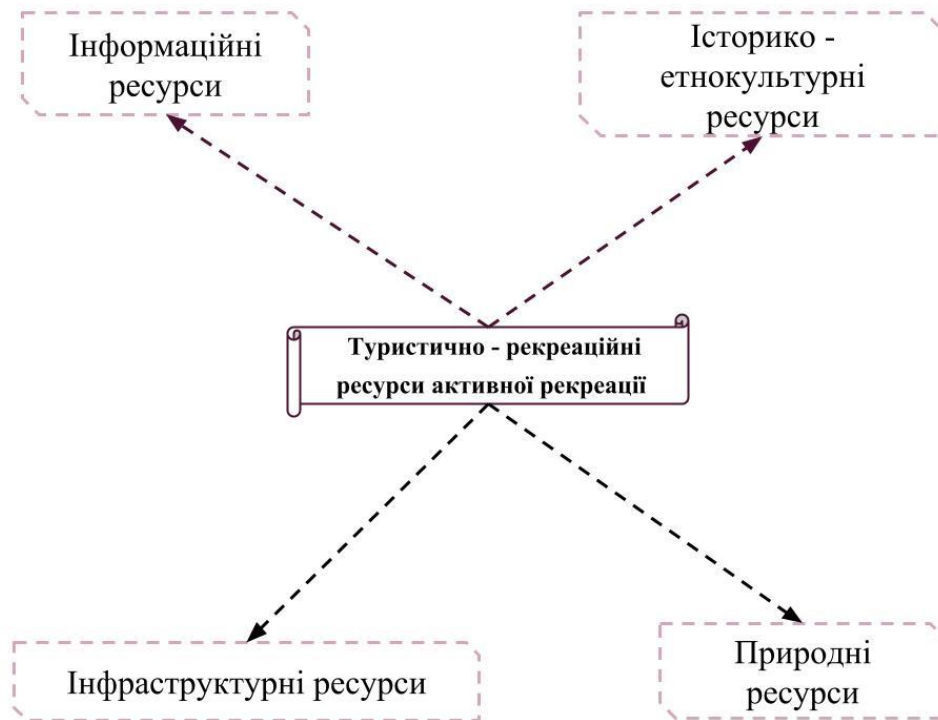 Інформаційні
ресурси
Історико -
етнокультурні
ресурси
Туристично - рекреаційні
ресурси активної рекреації
Інфраструктурні ресурси
Природні
ресурси